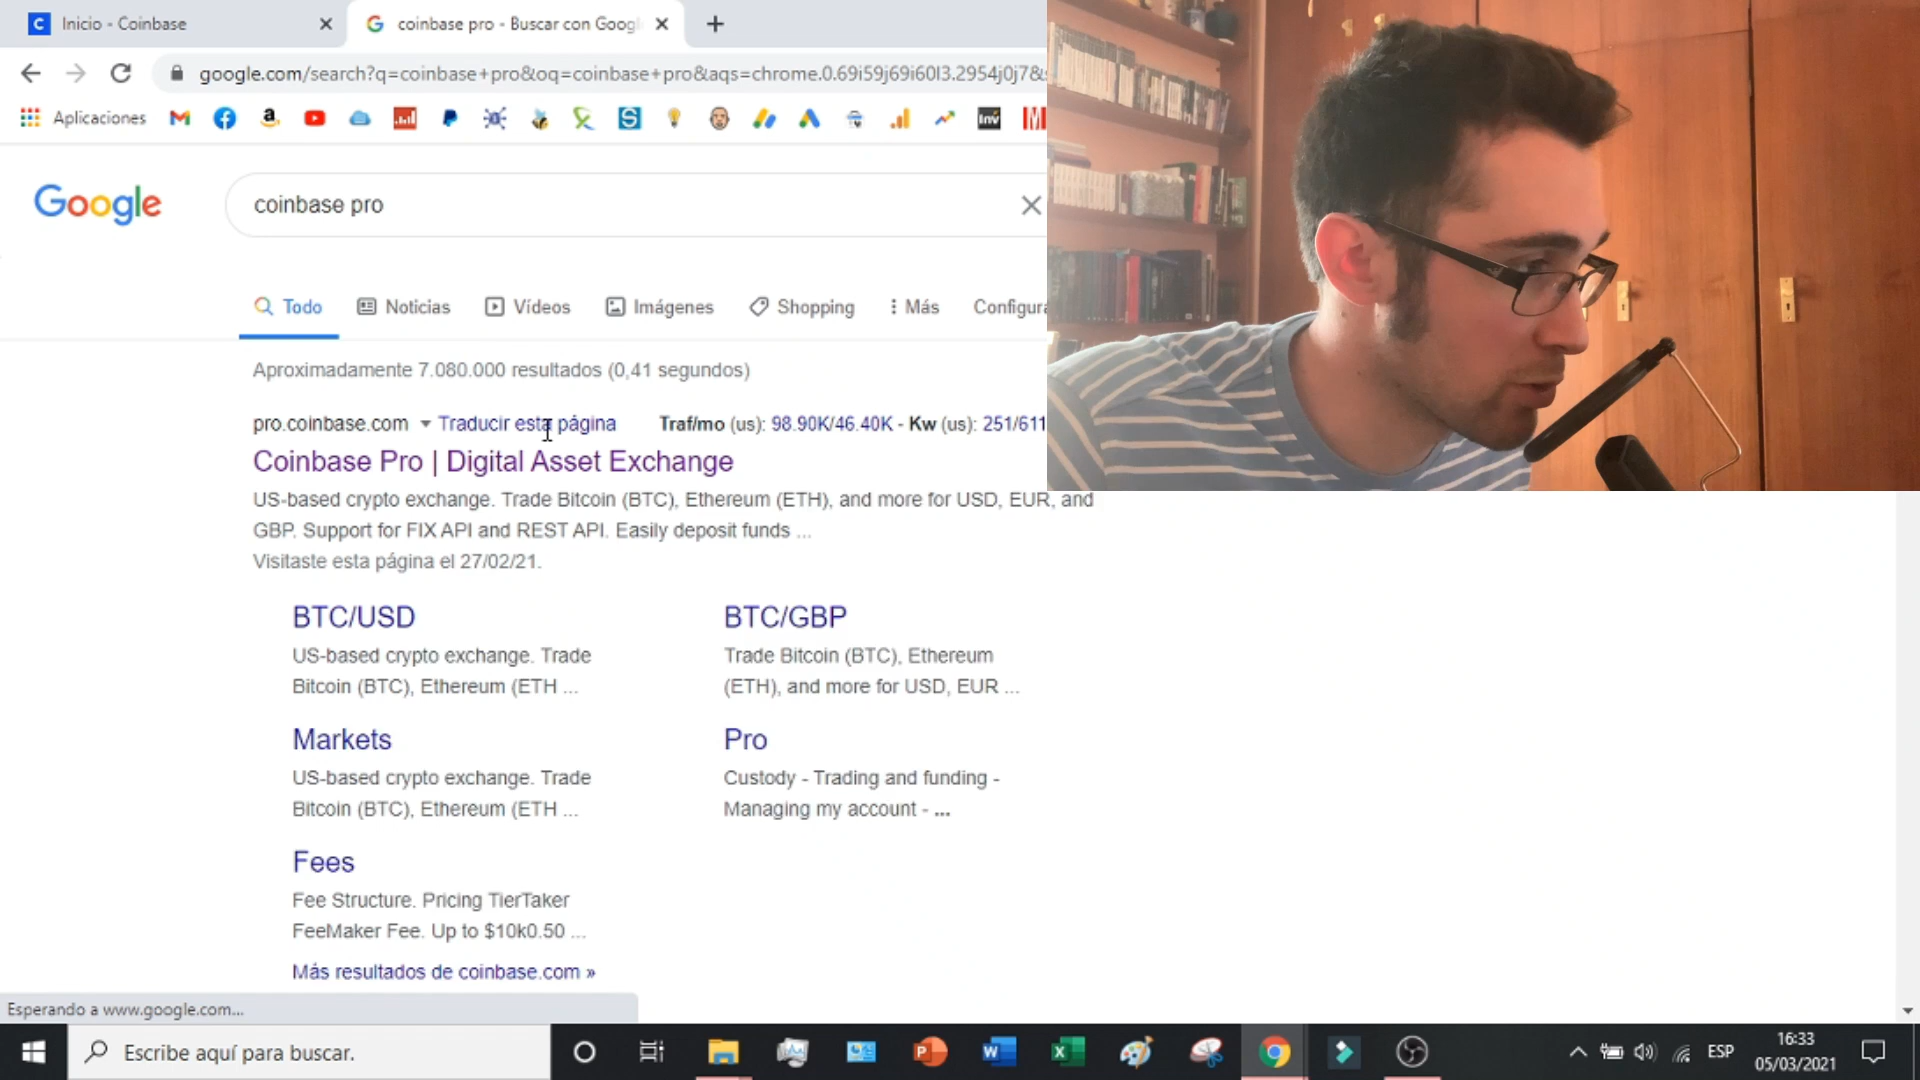 Inicio - Coinbase
coinbase pro - Buscar con Googl
google.com/search?q=coinbase+pro&oq=coinbase+pro&aqs=chrome.0.69i59j69i60l3.2954j0j7&s
Aplicaciones
Google
coinbase pro
Todo
Noticias
Vídeos
Imágenes
Shopping
Más
Configura
Aproximadamente 7.080.000 resultados (0,41 segundos)
pro.coinbase.com Traducir esta página Traf/mo (us): 98.90K/46.40K - Kw (us): 251/611
Coinbase Pro | Digital Asset Exchange
US-based crypto exchange. Trade Bitcoin (BTC), Ethereum (ETH), and more for USD, EUR, and
GBP. Support for FIX API and REST API. Easily deposit funds ...
Visitaste esta página el 27/02/21.
BTC/USD
US-based crypto exchange. Trade
Bitcoin (BTC), Ethereum (ETH ...
BTC/GBP
Trade Bitcoin (BTC), Ethereum
(ETH), and more for USD, EUR ...
Markets
US-based crypto exchange. Trade
Bitcoin (BTC), Ethereum (ETH ...
Pro
Custody - Trading and funding -
Managing my account - ...
Fees
Fee Structure. Pricing TierTaker
FeeMaker Fee. Up to $10k0.50 ...
Más resultados de coinbase.com »
Esperando a www.google.com...
Escribe aquí para buscar.
ESP
16:33
05/03/2021